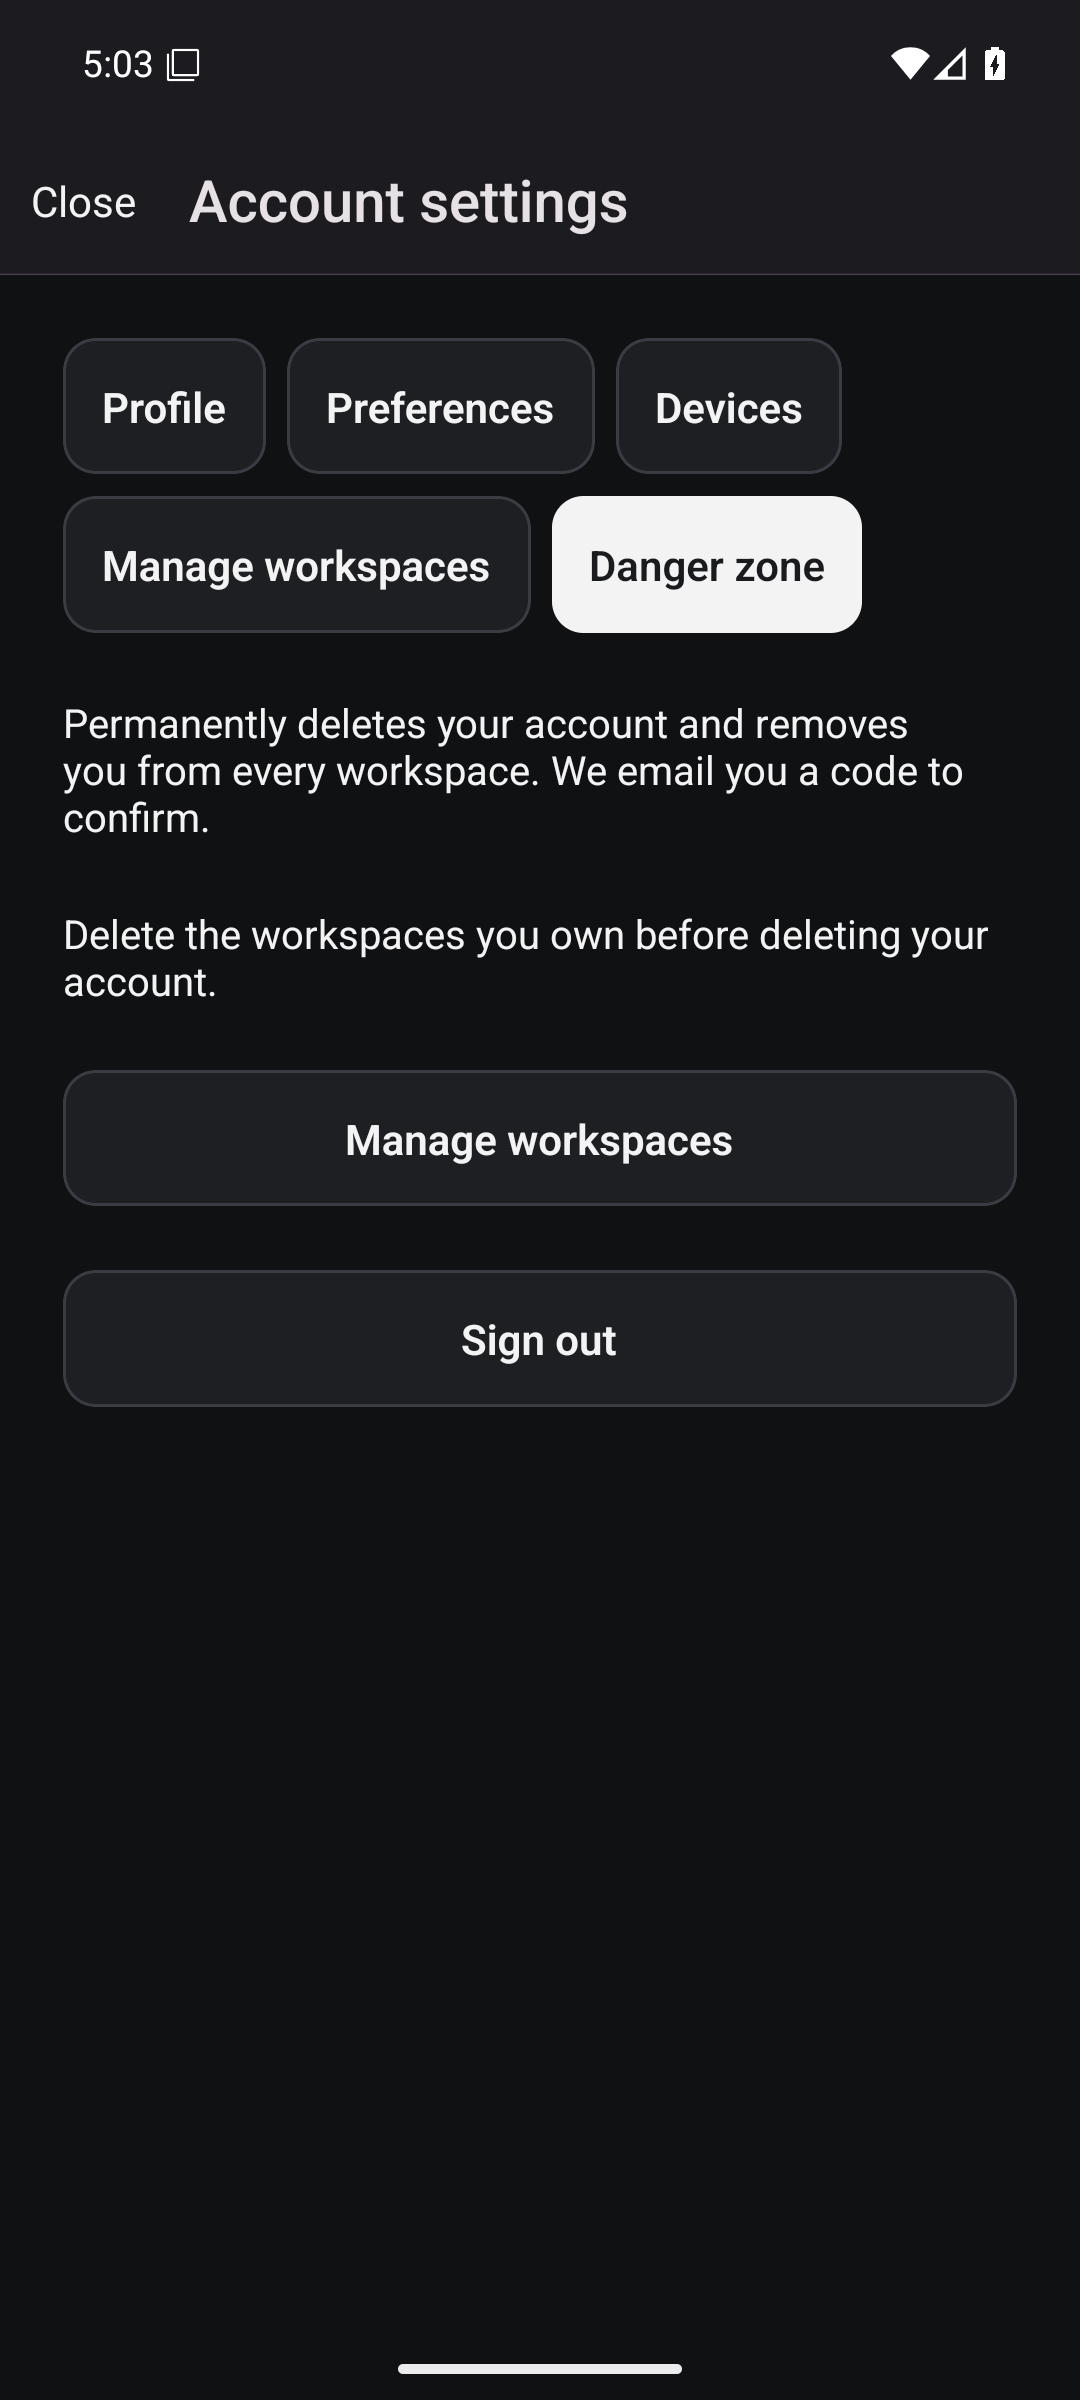 5:03
Close Account settings
Profile Preferences Devices
Manage workspaces Danger zone
Permanently deletes your account and removes
you from every workspace. We email you a code to
confirm.
Delete the workspaces you own before deleting your
account.
Manage workspaces
Sign out